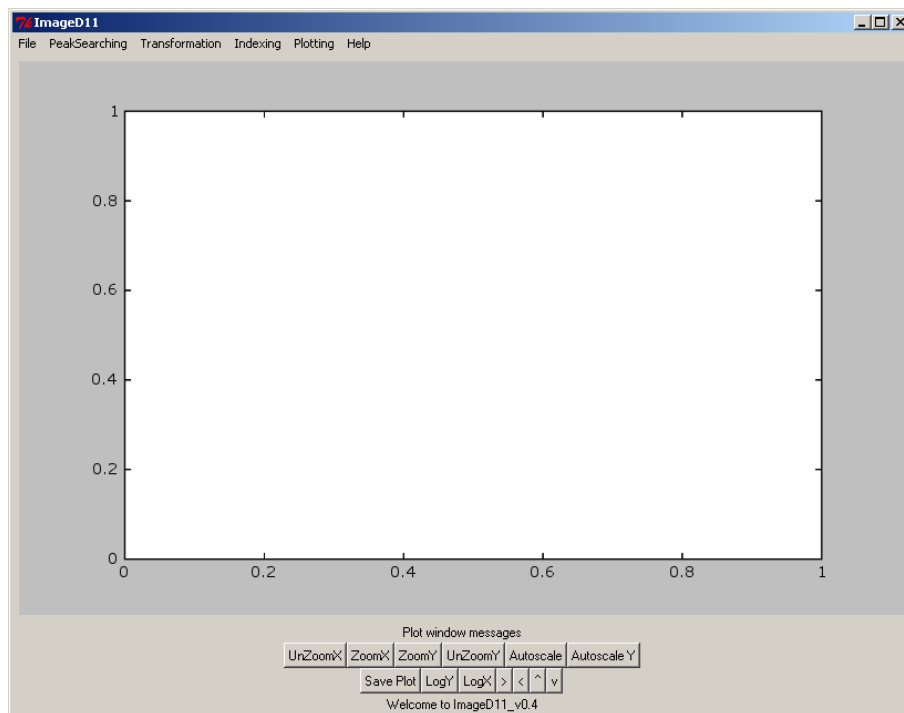 ImageD11
File PeakSearching Transformation Indexing Plotting Help
1
0.8
0.6
0.4
0.2
0
0 0.2 0.4 0.6 0.8 1
Plot window messages
UnZoomX ZoomX ZoomY UnZoomY Autoscale Autoscale Y
Save Plot LogY LogX > < ^ v
Welcome to ImageD11_v0.4